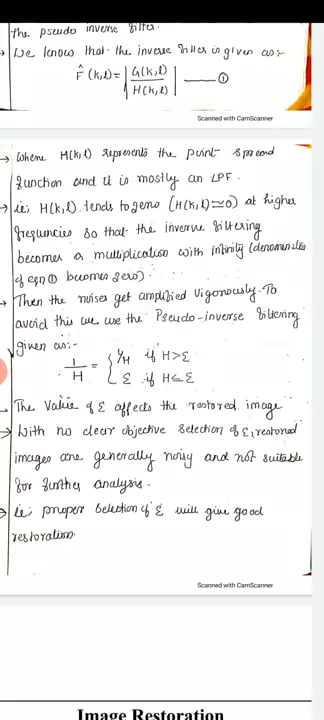 the pseudo inverse filter.
→ We know that the inverse filter is given as:-
F̂(k,l) = |G(k,l)/H(k,l)| —— ①
Scanned with CamScanner
→ where H(k,l) represents the point spread
function and it is mostly an LPF.
→ ie; H(k,l) tends to zero (H(k,l)≃0) at higher
frequencies so that the inverse filtering
becomes a multiplication with infinity (denominator
of eqn ① becomes zero).
→ Then the noises get amplified vigorously. To
avoid this we use the Pseudo-inverse filtering
given as:-
1/H = { 1/H if H>ε
ε if H≤ε
→ The value of ε affects the restored image
→ With no clear objective selection of ε, restored
images are generally noisy and not suitable
for further analysis.
→ ie; proper selection of ε will give good
restoration.
Scanned with CamScanner
Image Restoration